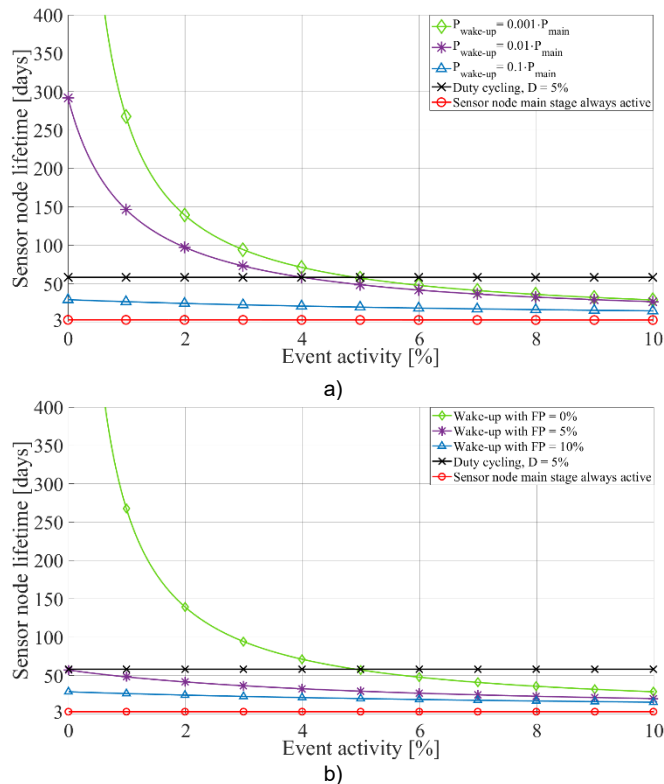 400
350
300
250
200
150
100
50
3
Sensor node lifetime [days]
P_wake-up = 0.001·P_main
P_wake-up = 0.01·P_main
P_wake-up = 0.1·P_main
Duty cycling, D = 5%
Sensor node main stage always active
0 2 4 6 8 10
Event activity [%]
a)
400
350
300
250
200
150
100
50
3
Sensor node lifetime [days]
Wake-up with FP = 0%
Wake-up with FP = 5%
Wake-up with FP = 10%
Duty cycling, D = 5%
Sensor node main stage always active
0 2 4 6 8 10
Event activity [%]
b)